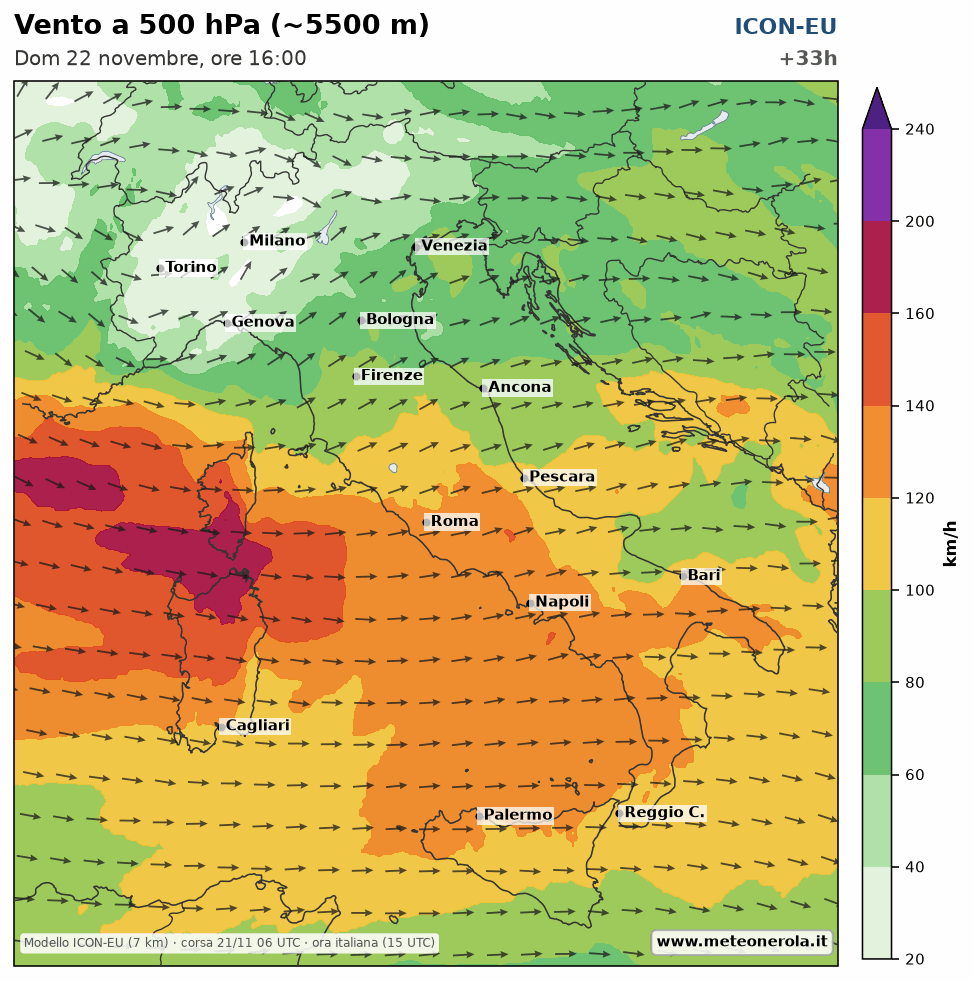 Vento a 500 hPa (~5500 m)
ICON-EU
Dom 22 novembre, ore 16:00
+33h
240
200
160
140
120
100
80
60
40
20
km/h
Milano
Venezia
Torino
Genova
Bologna
Firenze
Ancona
Pescara
Roma
Bari
Napoli
Cagliari
Palermo
Reggio C.
Modello ICON-EU (7 km) · corsa 21/11 06 UTC · ora italiana (15 UTC)
www.meteonerola.it